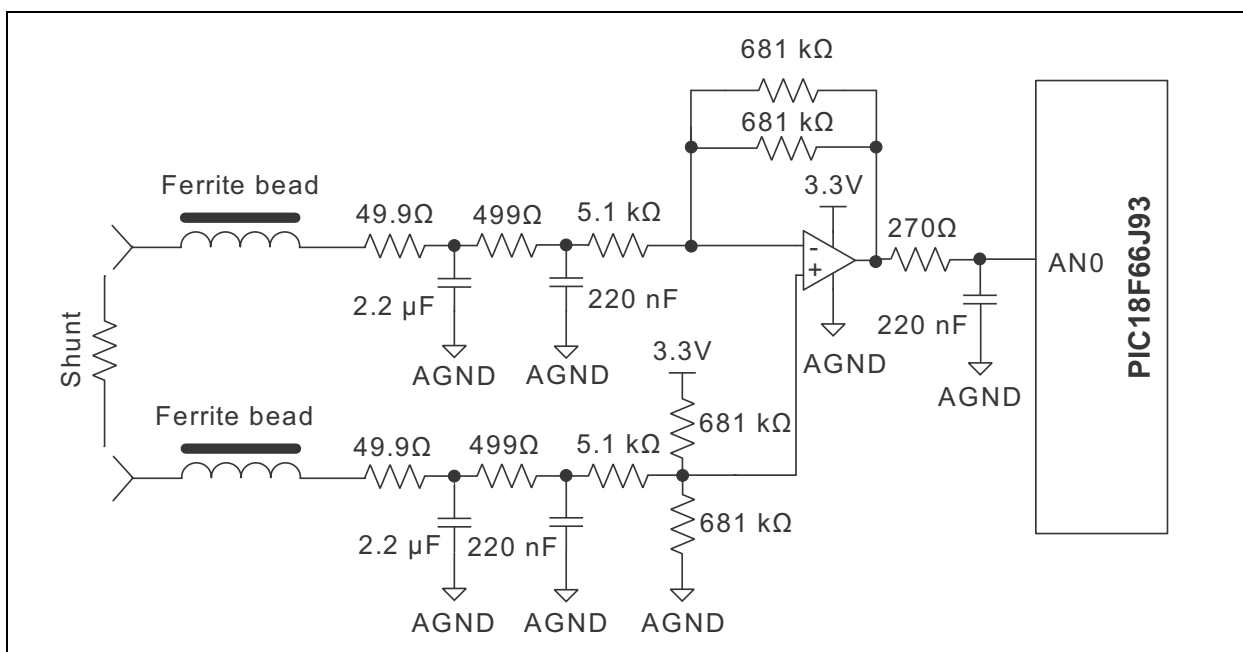 681 kΩ
681 kΩ
3.3V
Ferrite bead
49.9Ω
499Ω
5.1 kΩ
270Ω
-
+
AN0
PIC18F66J93
2.2 µF
220 nF
220 nF
Shunt
AGND
AGND
3.3V
AGND
AGND
Ferrite bead
49.9Ω
499Ω
5.1 kΩ
681 kΩ
681 kΩ
2.2 µF
220 nF
AGND
AGND
AGND